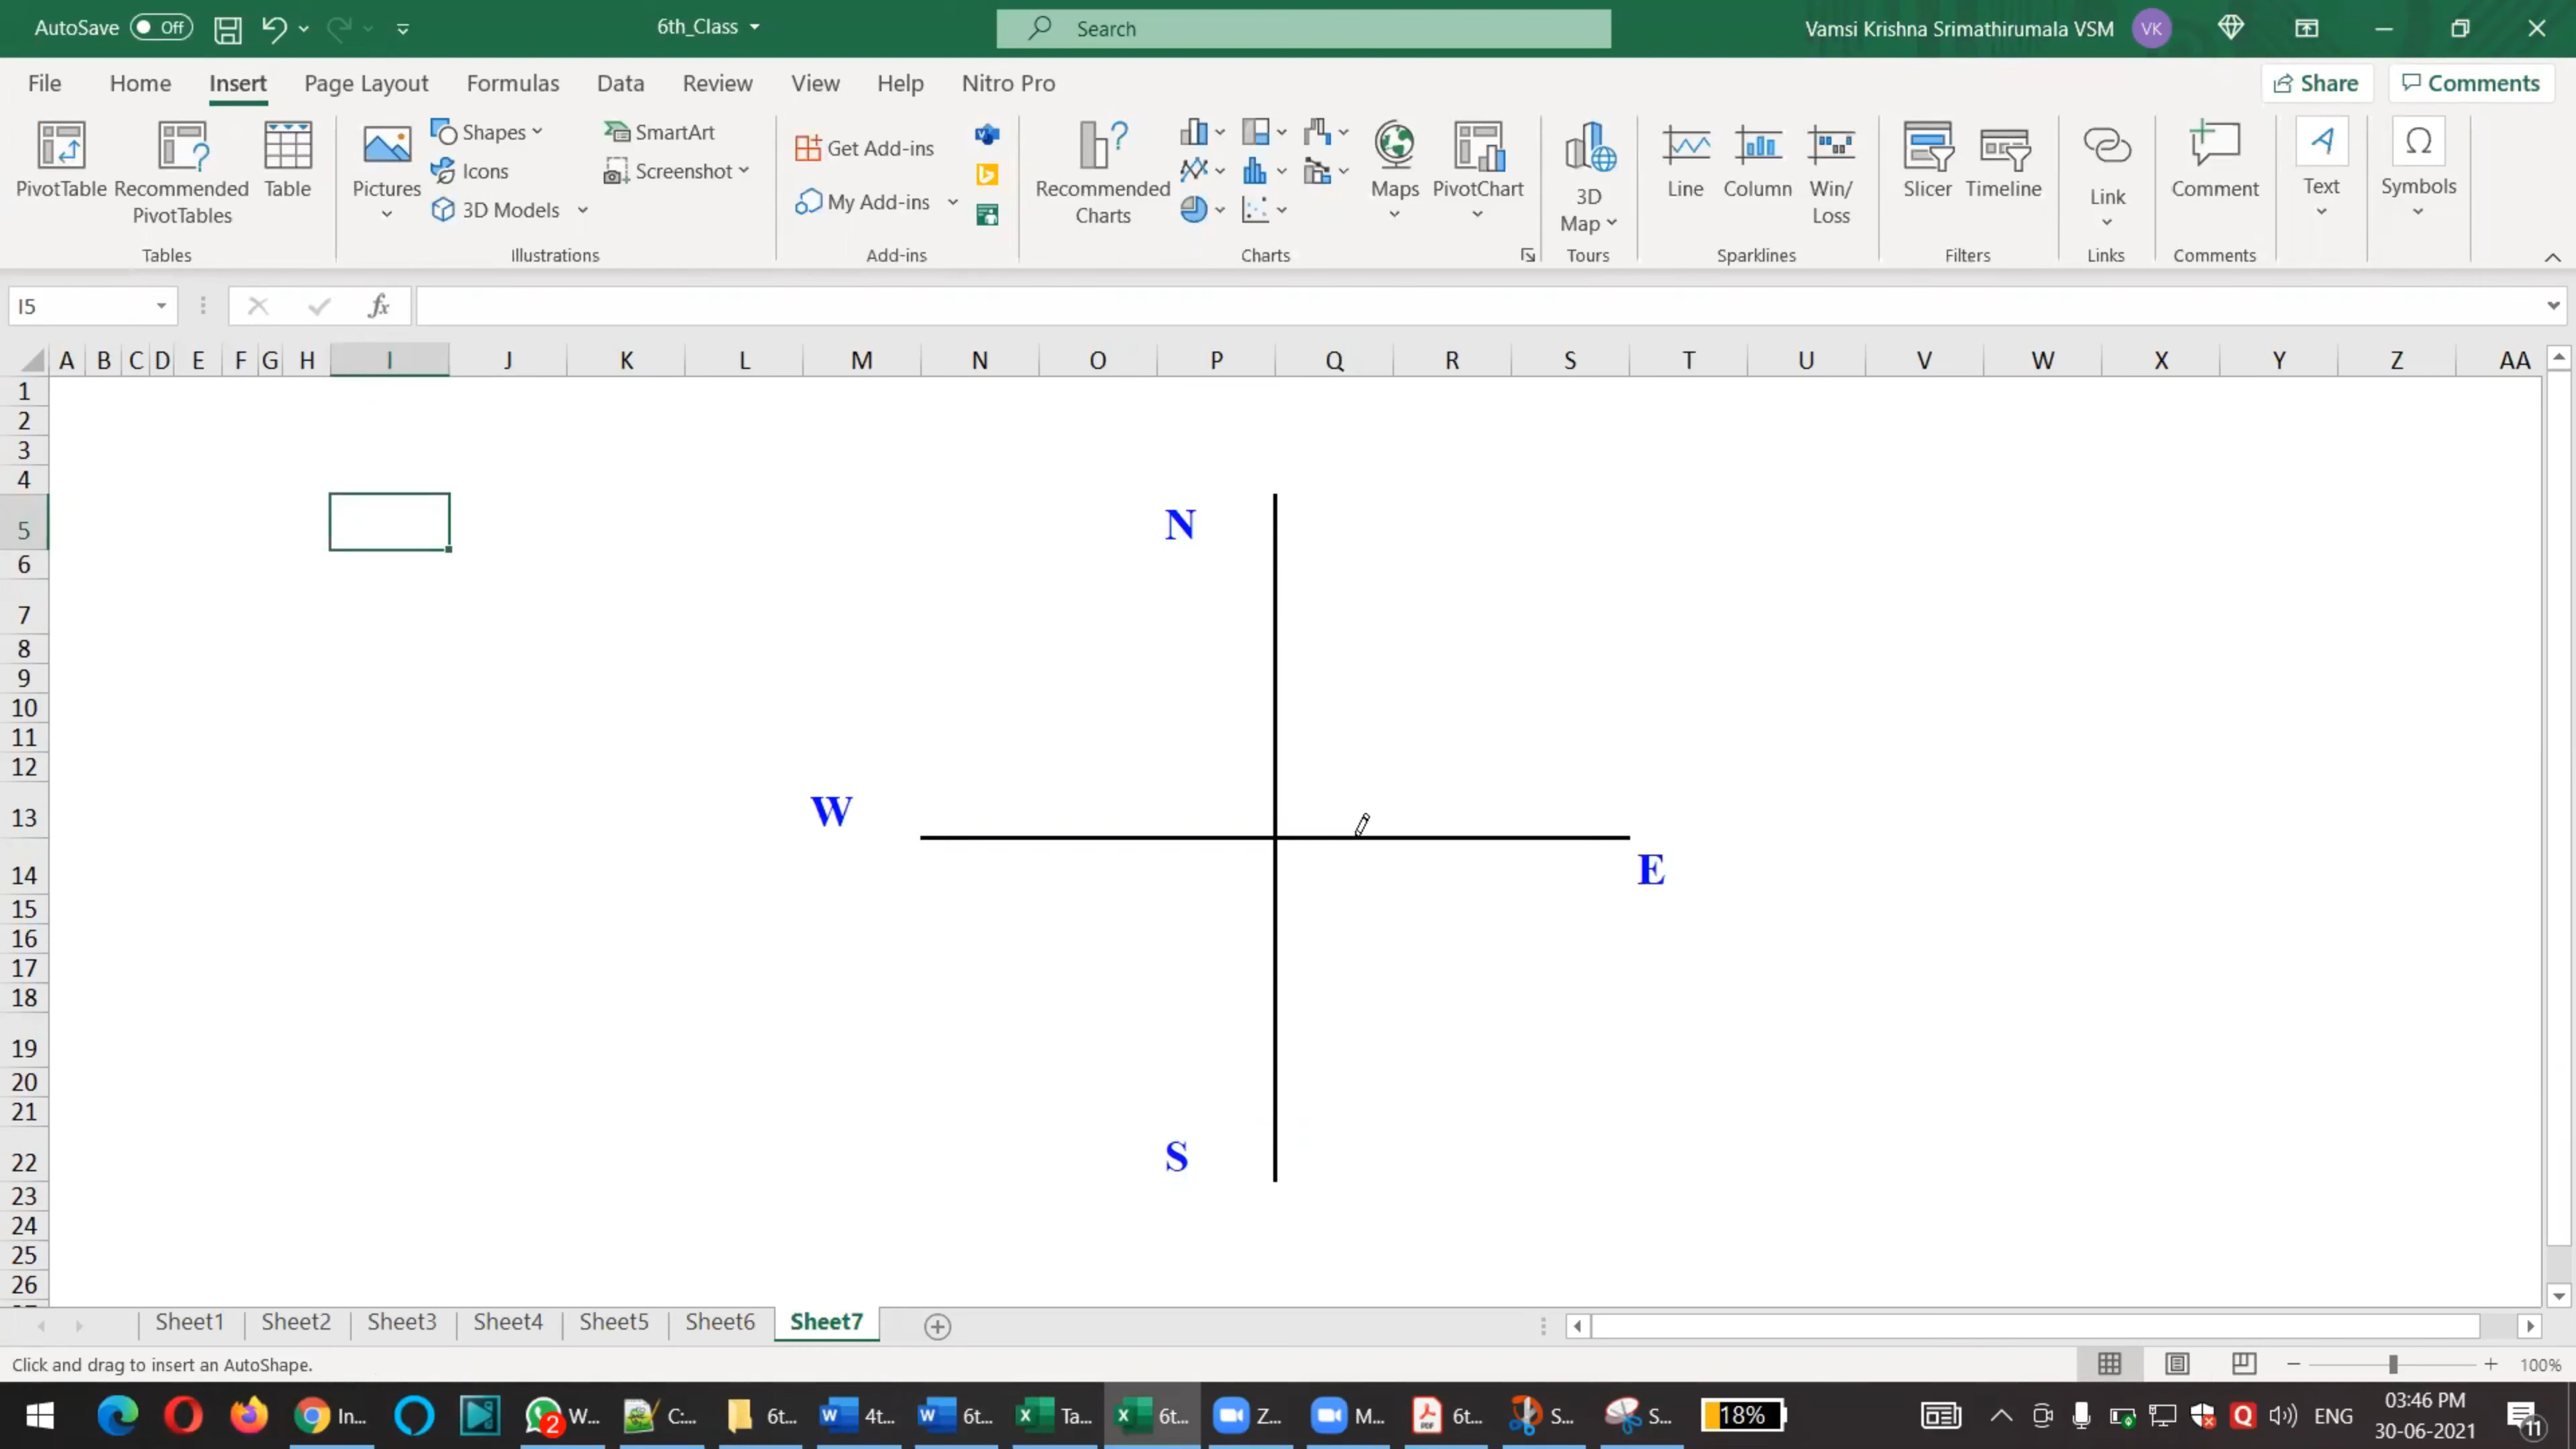 AutoSave Off 6th_Class Search Vamsi Krishna Srimathirumala VSM VK
File Home Insert Page Layout Formulas Data Review View Help Nitro Pro Share Comments
PivotTable Recommended PivotTables Table Pictures Shapes Icons 3D Models SmartArt Screenshot Get Add-ins My Add-ins Recommended Charts Maps PivotChart 3D Map Line Column Win/Loss Slicer Timeline Link Comment Text Symbols
Tables Illustrations Add-ins Charts Tours Sparklines Filters Links Comments
I5 fx
A B C D E F G H I J K L M N O P Q R S T U V W X Y Z AA
1
2
3
4
5 N
6
7
8
9
10
11
12
13 W
14 E
15
16
17
18
19
20
21
22 S
23
24
25
26
Sheet1 Sheet2 Sheet3 Sheet4 Sheet5 Sheet6 Sheet7
Click and drag to insert an AutoShape. 100%
In... 2 W... C:... 6t... 4t... 6t... Ta... 6t... Z... M... 6t... S... S... 18% ENG 03:46 PM
30-06-2021 11